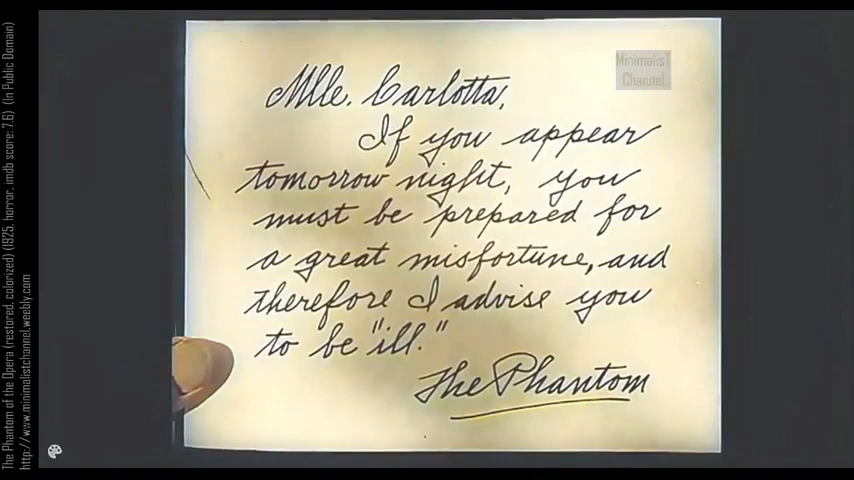 Mlle. Carlotta,
If you appear
tomorrow night, you
must be prepared for
a great misfortune, and
therefore I advise you
to be "ill."
The Phantom
MinimalisT
Channel
The Phantom of the Opera (restored, colorized) (1925, horror, imdb score: 7.6) (In Public Domain)
http://www.minimalistchannel.weebly.com